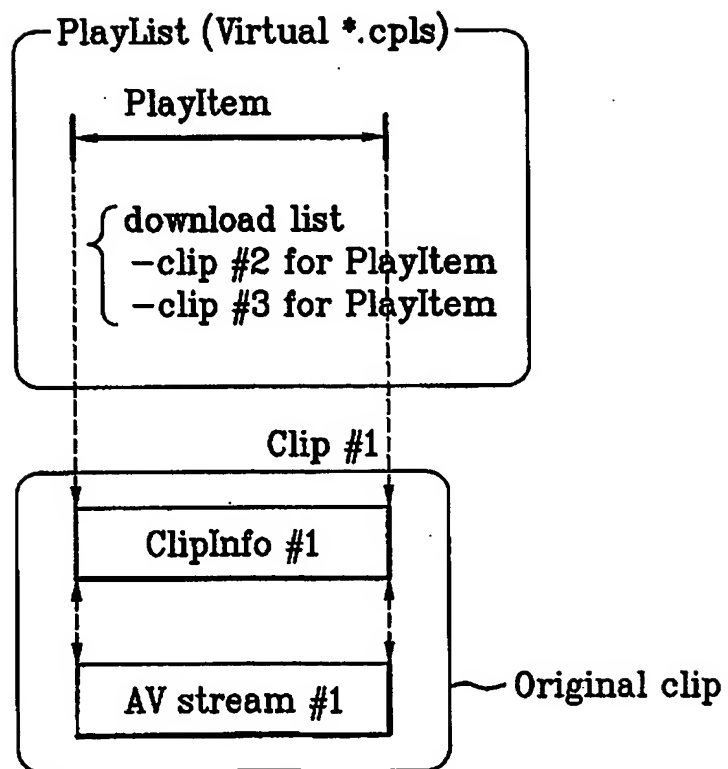 PlayList (Virtual *.cpls)
PlayItem
download list
-clip #2 for PlayItem
-clip #3 for PlayItem
Clip #1
ClipInfo #1
AV stream #1
Original clip